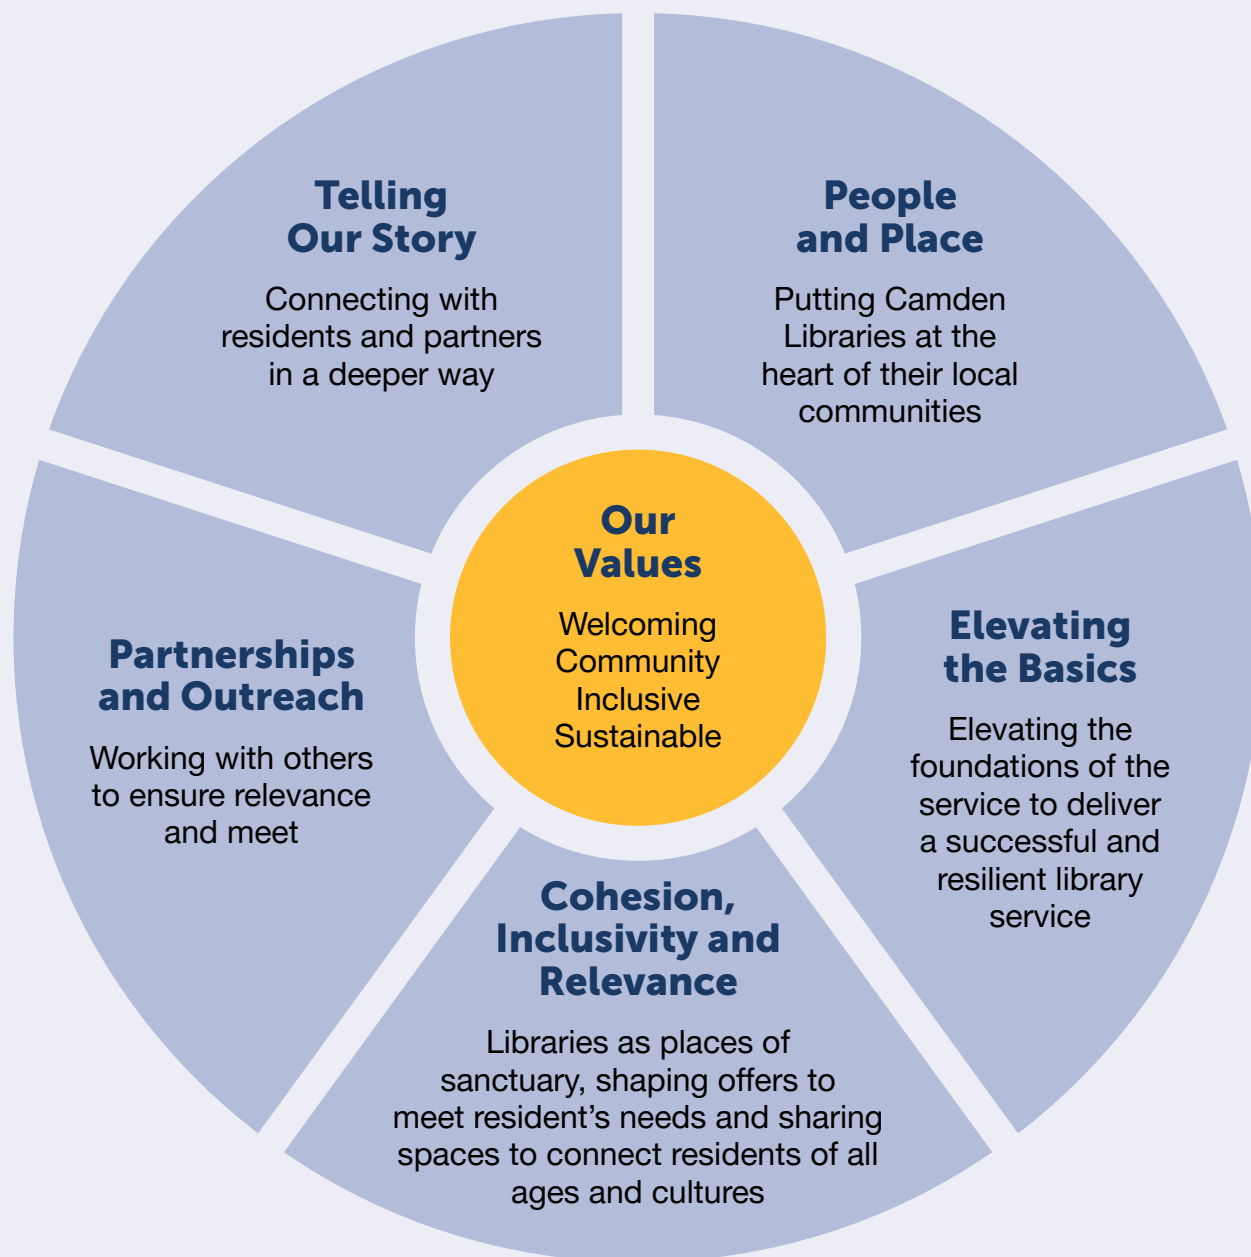 Telling
Our Story
Connecting with
residents and partners
in a deeper way
People
and Place
Putting Camden
Libraries at the
heart of their local
communities
Our
Values
Welcoming
Community
Inclusive
Sustainable
Elevating
the Basics
Elevating the
foundations of the
service to deliver
a successful and
resilient library
service
Partnerships
and Outreach
Working with others
to ensure relevance
and meet
Cohesion,
Inclusivity and
Relevance
Libraries as places of
sanctuary, shaping offers to
meet resident’s needs and sharing
spaces to connect residents of all
ages and cultures